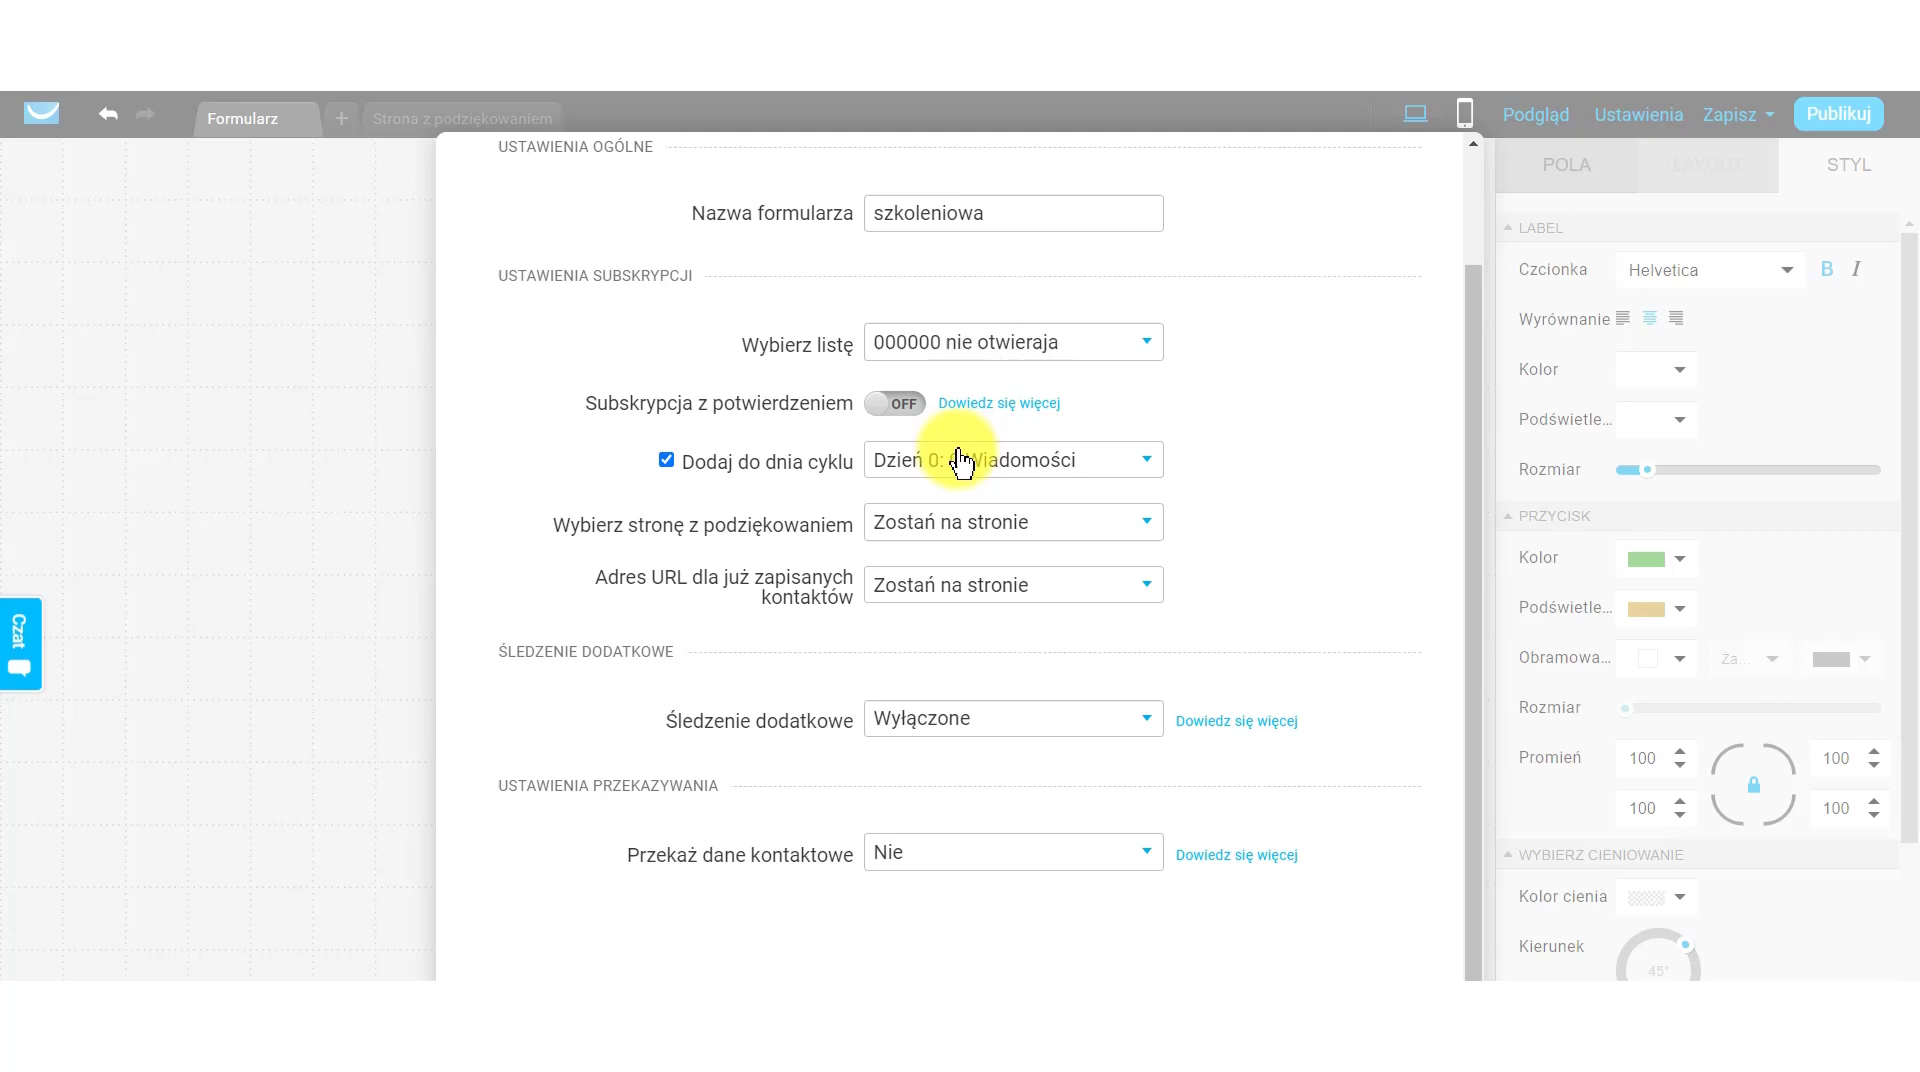 Formularz
+
Strona z podziękowaniem
Podgląd
Ustawienia
Zapisz
Publikuj
USTAWIENIA OGÓLNE
Nazwa formularza
szkoleniowa
USTAWIENIA SUBSKRYPCJI
Wybierz listę
000000 nie otwieraja
Subskrypcja z potwierdzeniem
OFF
Dowiedz się więcej
Dodaj do dnia cyklu
Dzień 0: Wiadomości
Wybierz stronę z podziękowaniem
Zostań na stronie
Adres URL dla już zapisanych
kontaktów
Zostań na stronie
ŚLEDZENIE DODATKOWE
Śledzenie dodatkowe
Wyłączone
Dowiedz się więcej
USTAWIENIA PRZEKAZYWANIA
Przekaż dane kontaktowe
Nie
Dowiedz się więcej
Czat
POLA
LAYOUT
STYL
LABEL
Czcionka
Helvetica
B
I
Wyrównanie
Kolor
Podświetle...
Rozmiar
PRZYCISK
Kolor
Podświetle...
Obramowa...
Ża...
Rozmiar
Promień
100
100
100
100
WYBIERZ CIENIOWANIE
Kolor cienia
Kierunek
45°